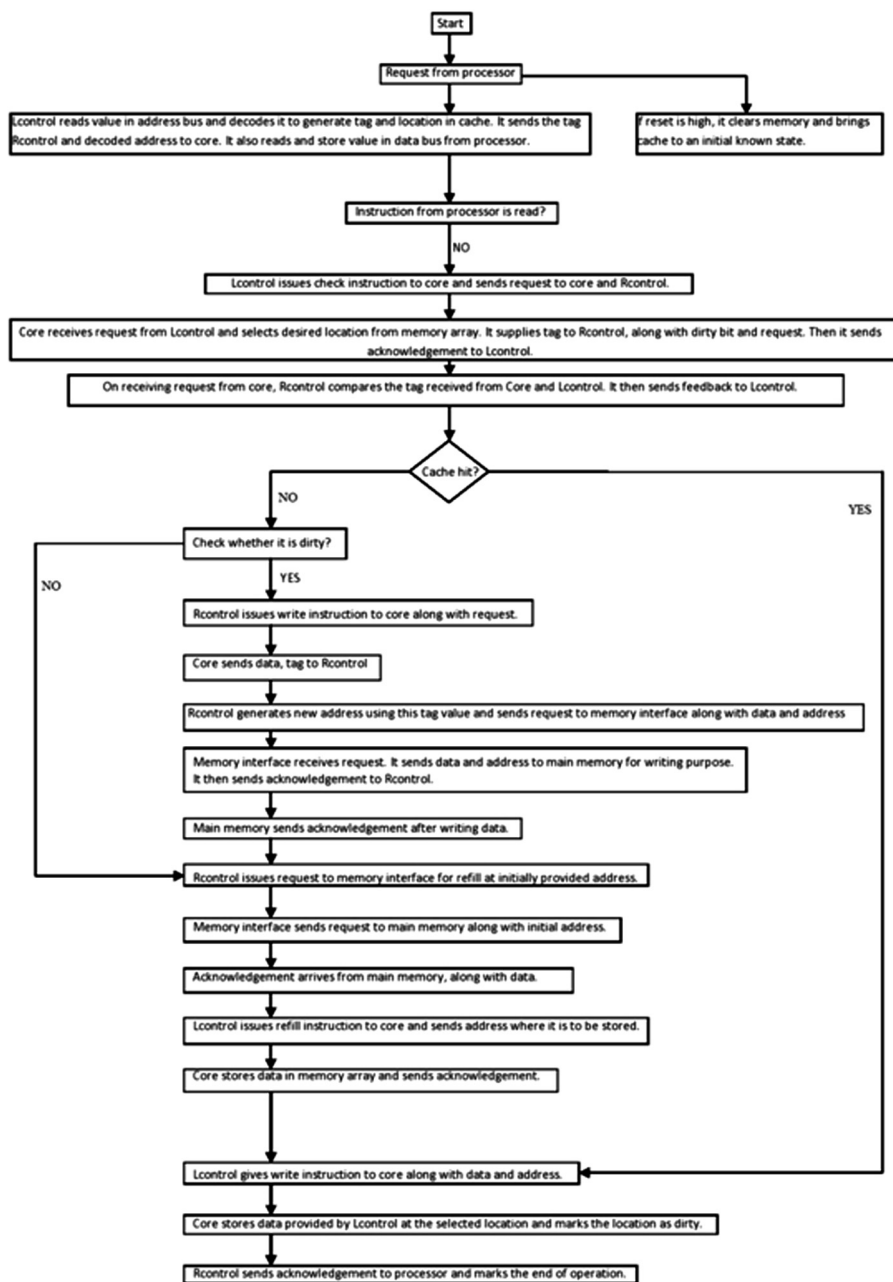 Start
Request from processor
Lcontrol reads value in address bus and decodes it to generate tag and location in cache. It sends the tag
Rcontrol and decoded address to core. It also reads and store value in data bus from processor.
f reset is high, it clears memory and brings
cache to an initial known state.
Instruction from processor is read?
NO
Lcontrol issues check instruction to core and sends request to core and Rcontrol.
Core receives request from Lcontrol and selects desired location from memory array. It supplies tag to Rcontrol, along with dirty bit and request. Then it sends
acknowledgement to Lcontrol.
On receiving request from core, Rcontrol compares the tag received from Core and Lcontrol. It then sends feedback to Lcontrol.
Cache hit?
NO
YES
Check whether it is dirty?
NO
YES
Rcontrol issues write instruction to core along with request.
Core sends data, tag to Rcontrol
Rcontrol generates new address using this tag value and sends request to memory interface along with data and address
Memory interface receives request. It sends data and address to main memory for writing purpose.
It then sends acknowledgement to Rcontrol.
Main memory sends acknowledgement after writing data.
Rcontrol issues request to memory interface for refill at initially provided address.
Memory interface sends request to main memory along with initial address.
Acknowledgement arrives from main memory, along with data.
Lcontrol issues refill instruction to core and sends address where it is to be stored.
Core stores data in memory array and sends acknowledgement.
Lcontrol gives write instruction to core along with data and address.
Core stores data provided by Lcontrol at the selected location and marks the location as dirty.
Rcontrol sends acknowledgement to processor and marks the end of operation.